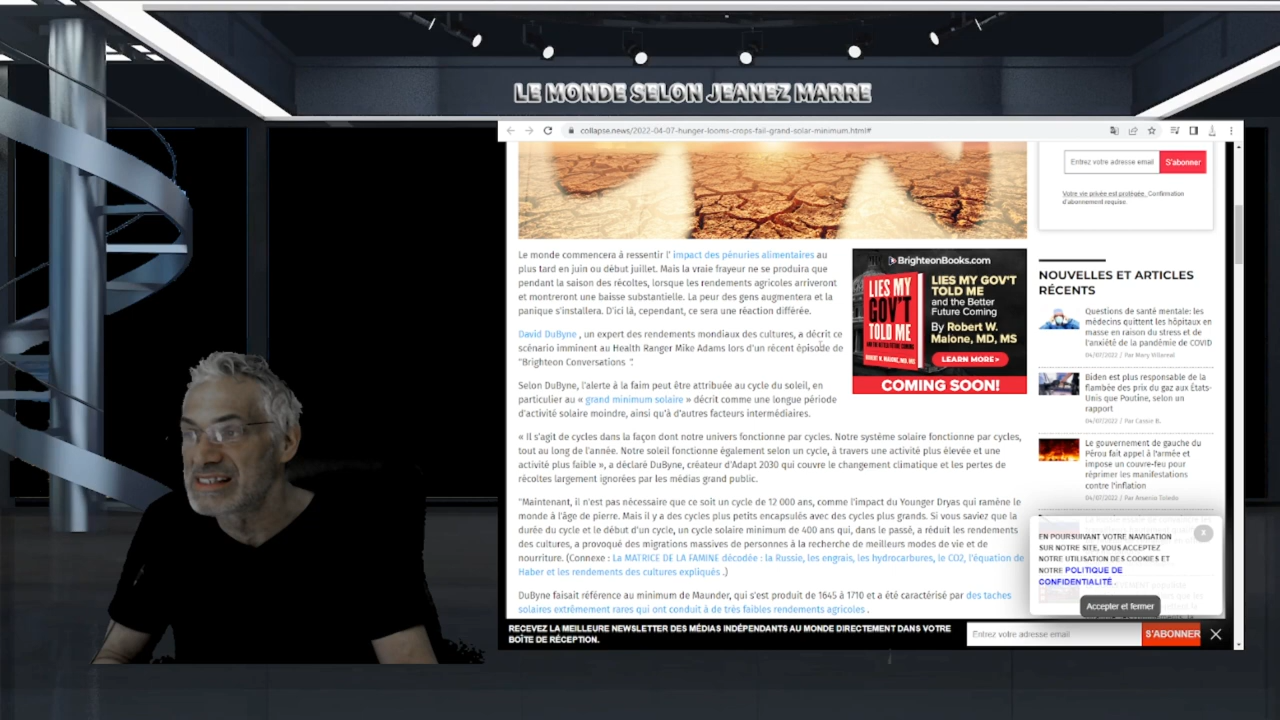 LE MONDE SELON JEANEZ MARRE
collapse.news/2022-04-07-hunger-looms-crops-fail-grand-solar-minimum.html#
Entrez votre adresse email
S'abonner
Votre vie privée est protégée. Confirmation
d'abonnement requise.
Le monde commencera à ressentir l' impact des pénuries alimentaires au
plus tard en juin ou début juillet. Mais la vraie frayeur ne se produira que
pendant la saison des récoltes, lorsque les rendements agricoles arriveront
et montreront une baisse substantielle. La peur des gens augmentera et la
panique s'installera. D'ici là, cependant, ce sera une réaction différée.
David DuByne , un expert des rendements mondiaux des cultures, a décrit ce
scénario imminent au Health Ranger Mike Adams lors d'un récent épisode de
"Brighteon Conversations ".
Selon DuByne, l'alerte à la faim peut être attribuée au cycle du soleil, en
particulier au « grand minimum solaire » décrit comme une longue période
d'activité solaire moindre, ainsi qu'à d'autres facteurs intermédiaires.
« Il s'agit de cycles dans la façon dont notre univers fonctionne par cycles. Notre système solaire fonctionne par cycles,
tout au long de l'année. Notre soleil fonctionne également selon un cycle, à travers une activité plus élevée et une
activité plus faible », a déclaré DuByne, créateur d'Adapt 2030 qui couvre le changement climatique et les pertes de
récoltes largement ignorées par les médias grand public.
"Maintenant, il n'est pas nécessaire que ce soit un cycle de 12 000 ans, comme l'impact du Younger Dryas qui ramène le
monde à l'âge de pierre. Mais il y a des cycles plus petits encapsulés avec des cycles plus grands. Si vous saviez que la
durée du cycle et le début d'un cycle, un cycle solaire minimum de 400 ans qui, dans le passé, a réduit les rendements
des cultures, a provoqué des migrations massives de personnes à la recherche de meilleurs modes de vie et de
nourriture. (Connexe : La MATRICE DE LA FAMINE décodée : la Russie, les engrais, les hydrocarbures, le CO2, l'équation de
Haber et les rendements des cultures expliqués .)
DuByne faisait référence au minimum de Maunder, qui s'est produit de 1645 à 1710 et a été caractérisé par des taches
solaires extrêmement rares qui ont conduit à de très faibles rendements agricoles .
BrighteonBooks.com
LIES MY
GOV'T
TOLD ME
LIES MY GOV'T
TOLD ME
and the Better
Future Coming
By Robert W.
Malone, MD, MS
LEARN MORE>
COMING SOON!
NOUVELLES ET ARTICLES
RÉCENTS
Questions de santé mentale: les
médecins quittent les hôpitaux en
masse en raison du stress et de
l'anxiété de la pandémie de COVID
04/07/2022 / Par Mary Villareal
Biden est plus responsable de la
flambée des prix du gaz aux États-
Unis que Poutine, selon un
rapport
04/07/2022 / Par Cassie B.
Le gouvernement de gauche du
Pérou fait appel à l'armée et
impose un couvre-feu pour
réprimer les manifestations
contre l'inflation
04/07/2022 / Par Arsenio Toledo
EN POURSUIVANT VOTRE NAVIGATION
SUR NOTRE SITE, VOUS ACCEPTEZ
NOTRE UTILISATION DES COOKIES ET
NOTRE POLITIQUE DE
CONFIDENTIALITÉ .
Accepter et fermer
RECEVEZ LA MEILLEURE NEWSLETTER DES MÉDIAS INDÉPENDANTS AU MONDE DIRECTEMENT DANS VOTRE
BOÎTE DE RÉCEPTION.
Entrez votre adresse email
S'ABONNER